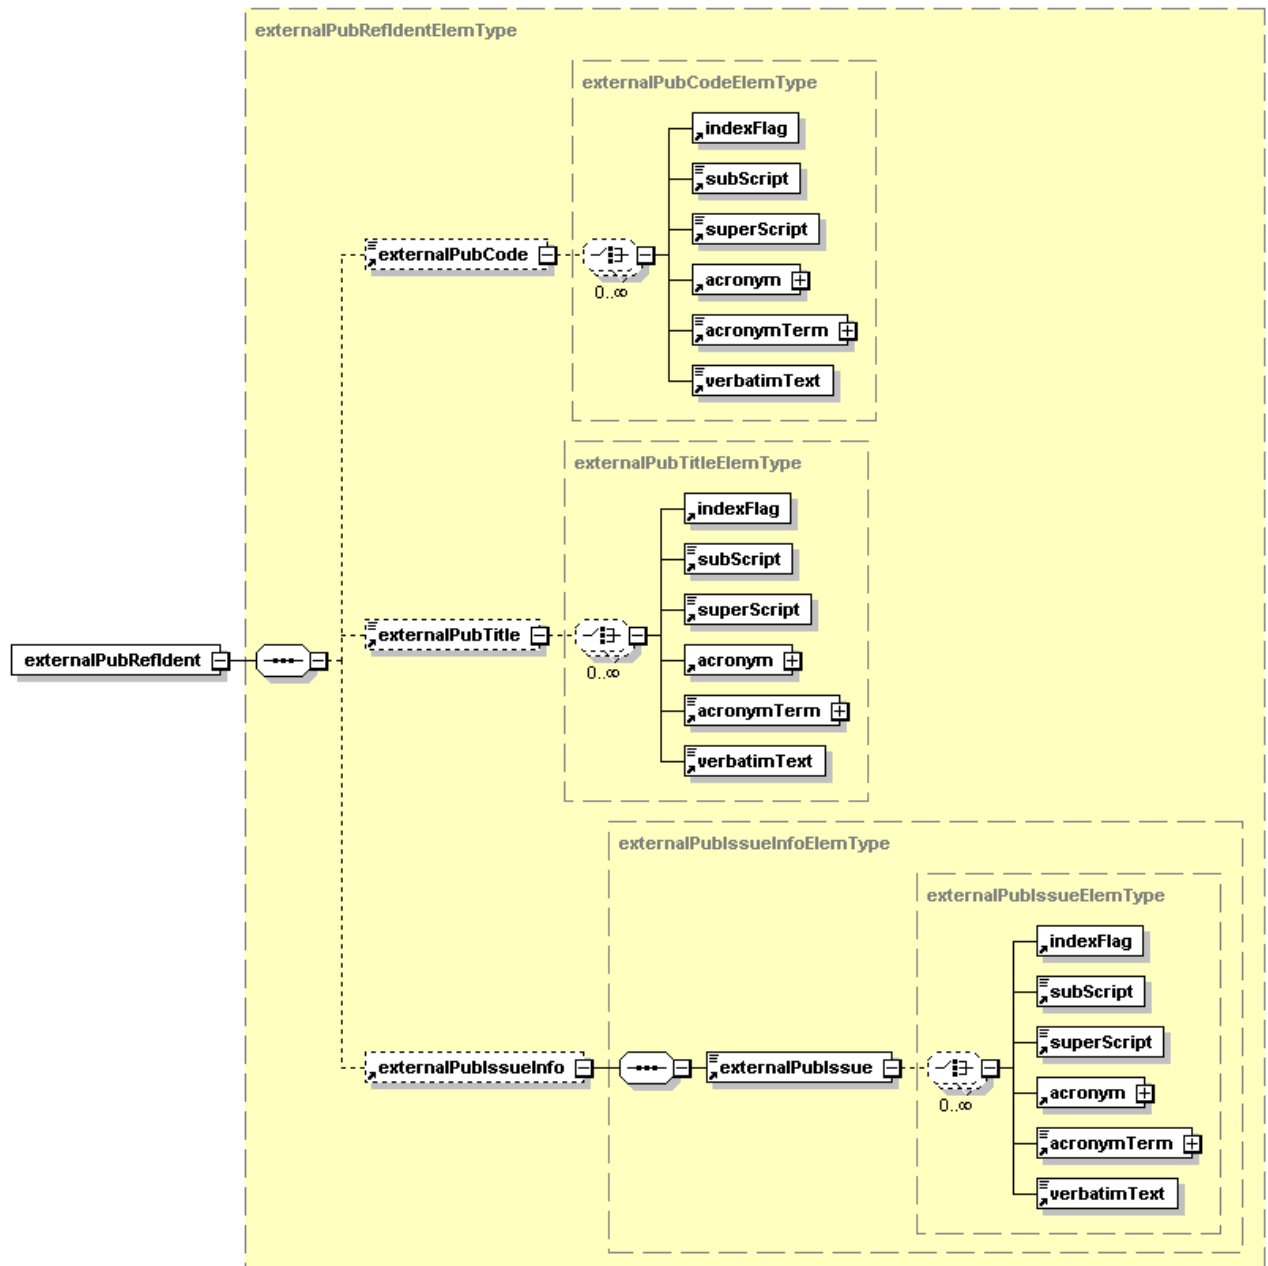 externalPubRefIdentElemType
externalPubCodeElemType
indexFlag
subScript
superScript
externalPubCode
0..∞
acronym
acronymTerm
verbatimText
externalPubTitleElemType
indexFlag
subScript
superScript
externalPubTitle
0..∞
acronym
acronymTerm
verbatimText
externalPubRefIdent
externalPubIssueInfoElemType
externalPubIssueElemType
indexFlag
subScript
superScript
externalPubIssueInfo
externalPubIssue
0..∞
acronym
acronymTerm
verbatimText